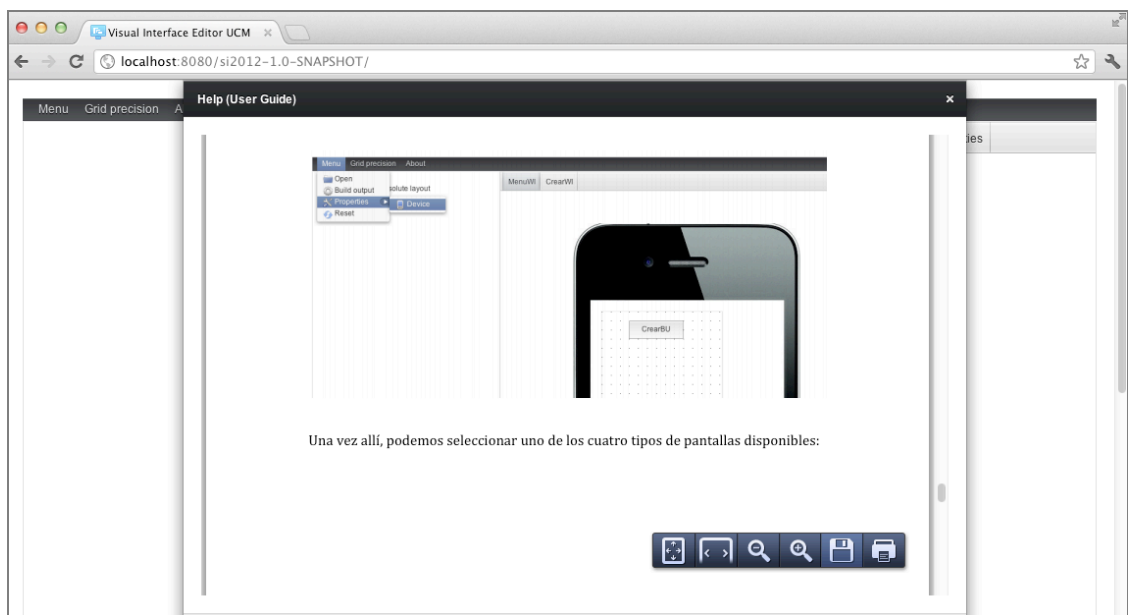 Visual Interface Editor UCM
localhost:8080/si2012-1.0-SNAPSHOT/
Menu Grid precision A
Help (User Guide)
ties
Menu Grid precision About
Open
Build output
solute layout
Properties
Device
Reset
MenuWI CrearWI
CrearBU
Una vez allí, podemos seleccionar uno de los cuatro tipos de pantallas disponibles: